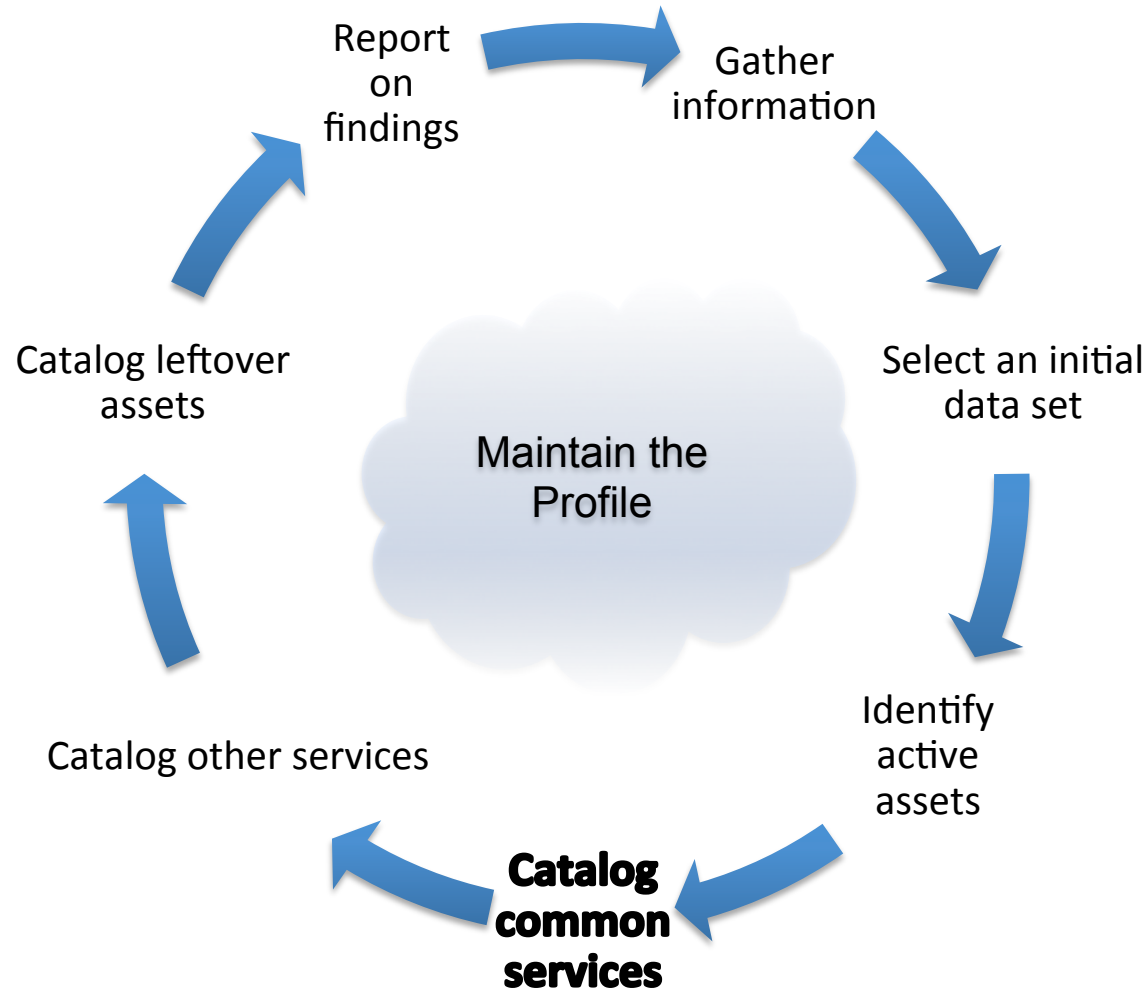 Report
on
findings
Gather
information
Select an initial
data set
Identify
active
assets
Catalog
common
services
Catalog other services
Catalog leftover
assets
Maintain the
Profile